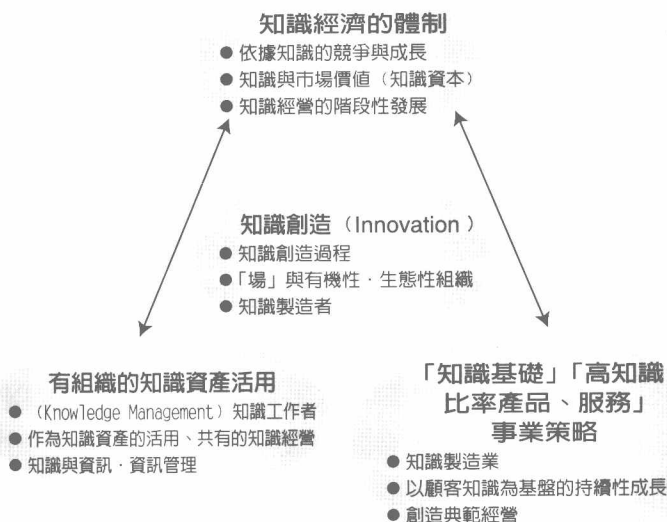 知識經濟的體制
● 依據知識的競爭與成長
● 知識與市場價值（知識資本）
● 知識經營的階段性發展
知識創造（Innovation）
● 知識創造過程
●「場」與有機性．生態性組織
● 知識製造者
有組織的知識資產活用
● （Knowledge Management）知識工作者
● 作為知識資產的活用、共有的知識經營
● 知識與資訊．資訊管理
「知識基礎」「高知識
比率產品、服務」
事業策略
● 知識製造業
● 以顧客知識為基盤的持續性成長
● 創造典範經營